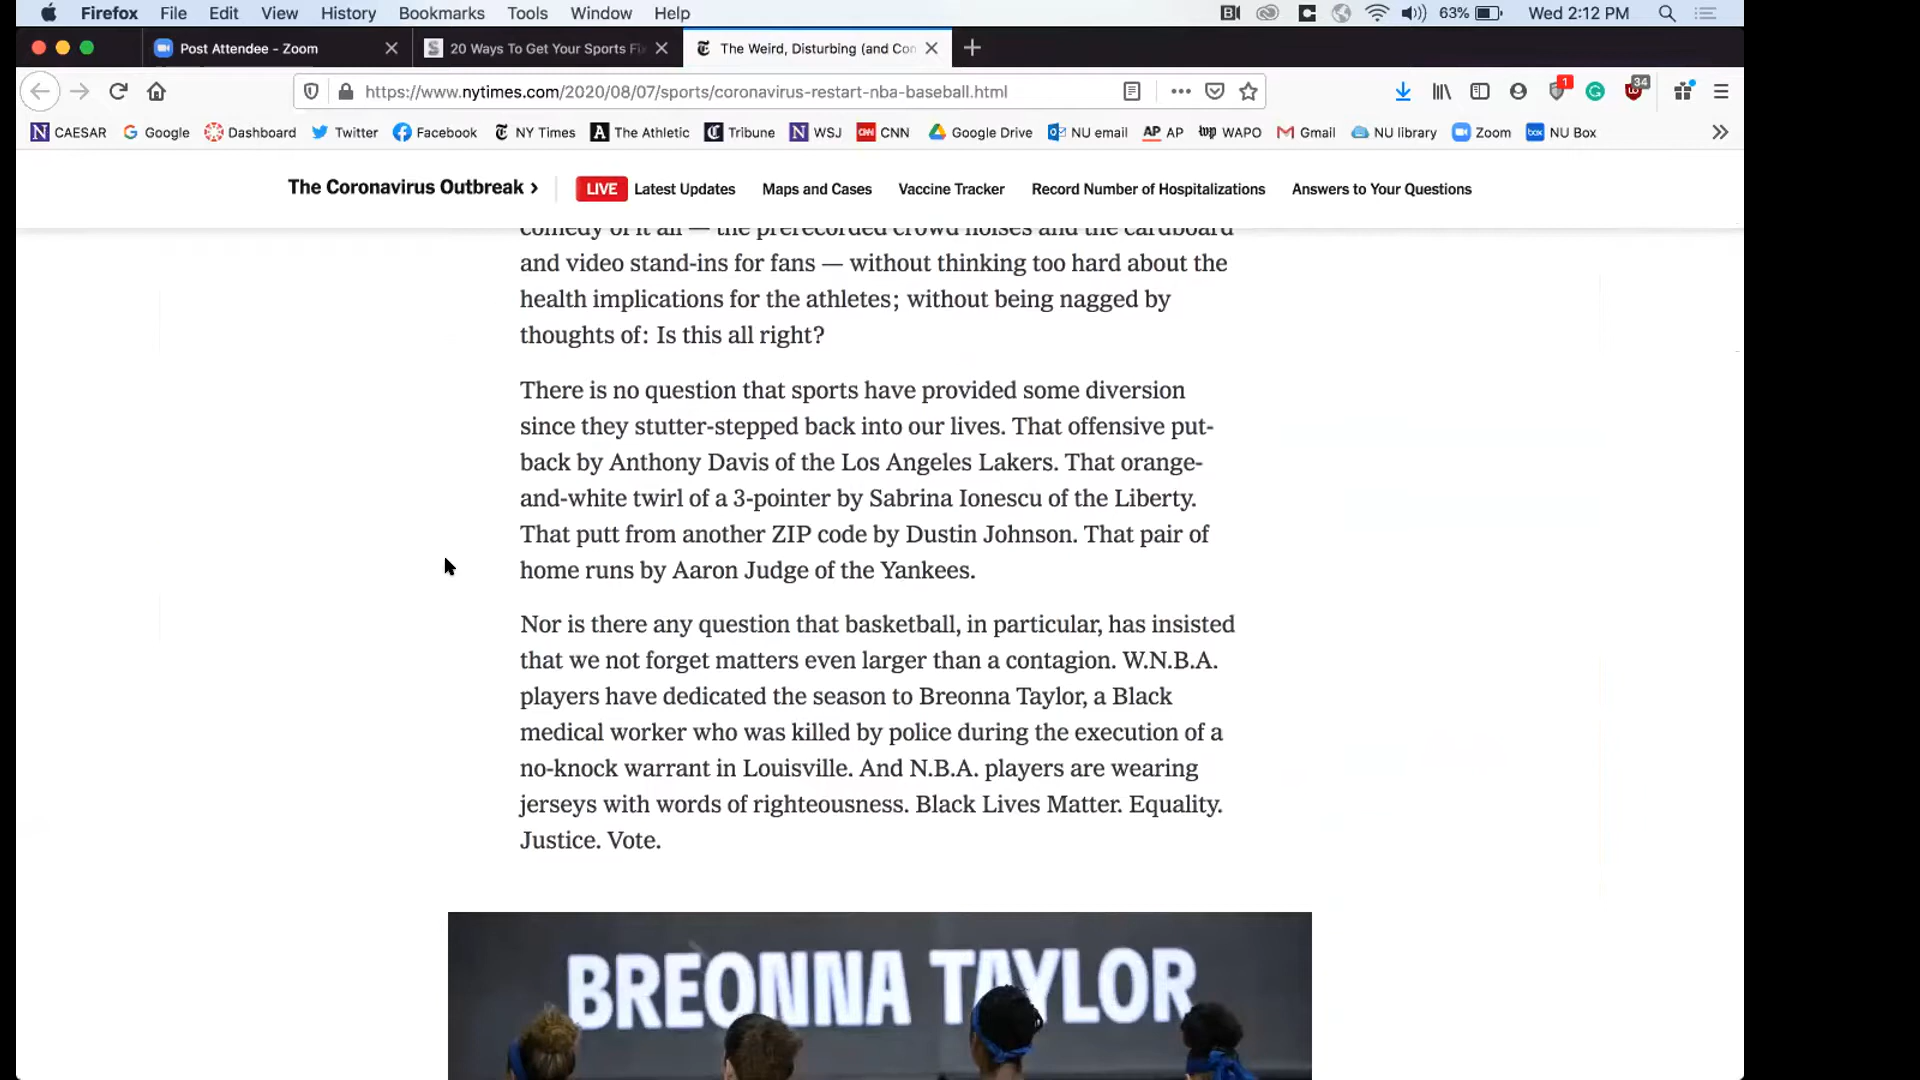 Firefox File Edit View History Bookmarks Tools Window Help 63% Wed 2:12 PM
Post Attendee - Zoom 20 Ways To Get Your Sports Fi The Weird, Disturbing (and Con
https://www.nytimes.com/2020/08/07/sports/coronavirus-restart-nba-baseball.html 1 34
CAESAR Google Dashboard Twitter Facebook NY Times The Athletic Tribune WSJ CNN Google Drive NU email AP AP wp WAPO Gmail NU library Zoom box NU Box
The Coronavirus Outbreak › LIVE Latest Updates Maps and Cases Vaccine Tracker Record Number of Hospitalizations Answers to Your Questions
comedy of it all — the prerecorded crowd noises and the cardboard
and video stand-ins for fans — without thinking too hard about the
health implications for the athletes; without being nagged by
thoughts of: Is this all right?
There is no question that sports have provided some diversion
since they stutter-stepped back into our lives. That offensive put-
back by Anthony Davis of the Los Angeles Lakers. That orange-
and-white twirl of a 3-pointer by Sabrina Ionescu of the Liberty.
That putt from another ZIP code by Dustin Johnson. That pair of
home runs by Aaron Judge of the Yankees.
Nor is there any question that basketball, in particular, has insisted
that we not forget matters even larger than a contagion. W.N.B.A.
players have dedicated the season to Breonna Taylor, a Black
medical worker who was killed by police during the execution of a
no-knock warrant in Louisville. And N.B.A. players are wearing
jerseys with words of righteousness. Black Lives Matter. Equality.
Justice. Vote.
BREONNA TAYLOR